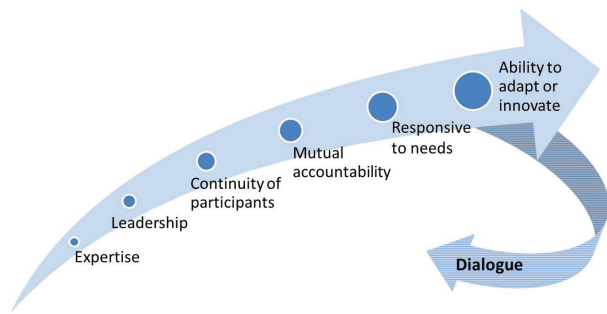 Expertise
Leadership
Continuity of
participants
Mutual
accountability
Responsive
to needs
Ability to
adapt or
innovate
Dialogue